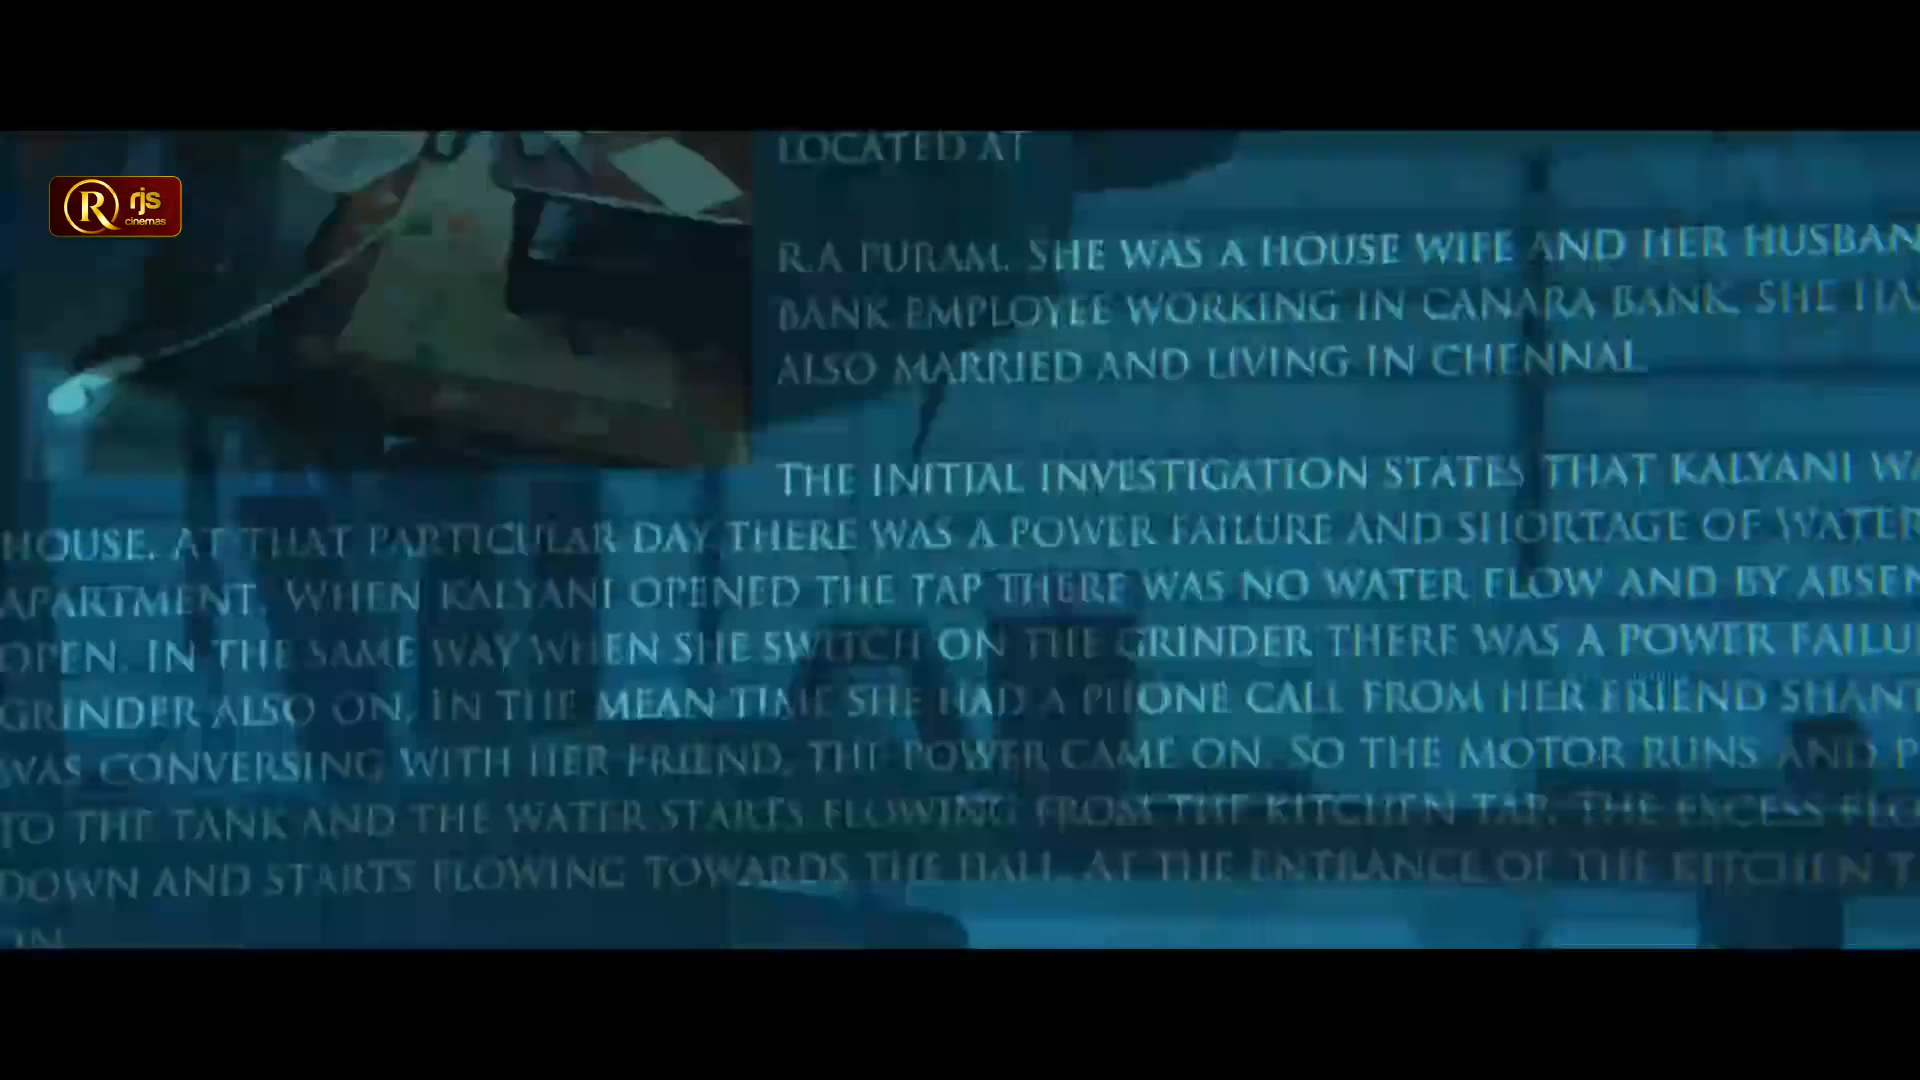 R rjs
cinemas
LOCATED AT
R.A PURAM. SHE WAS A HOUSE WIFE AND HER HUSBAN
BANK EMPLOYEE WORKING IN CANARA BANK. SHE HAS
ALSO MARRIED AND LIVING IN CHENNAI.
THE INITIAL INVESTIGATION STATES THAT KALYANI WA
HOUSE. AT THAT PARTICULAR DAY THERE WAS A POWER FAILURE AND SHORTAGE OF WATER
APARTMENT. WHEN KALYANI OPENED THE TAP THERE WAS NO WATER FLOW AND BY ABSEN
OPEN. IN THE SAME WAY WHEN SHE SWITCH ON THE GRINDER THERE WAS A POWER FAILU
GRINDER ALSO ON. IN THE MEAN TIME SHE HAD A PHONE CALL FROM HER FRIEND SHANT
WAS CONVERSING WITH HER FRIEND, THE POWER CAME ON. SO THE MOTOR RUNS AND P
TO THE TANK AND THE WATER STARTS FLOWING FROM THE KITCHEN TAP. THE EXCESS FLO
DOWN AND STARTS FLOWING TOWARDS THE HALL. AT THE ENTRANCE OF THE KITCHEN T
IN